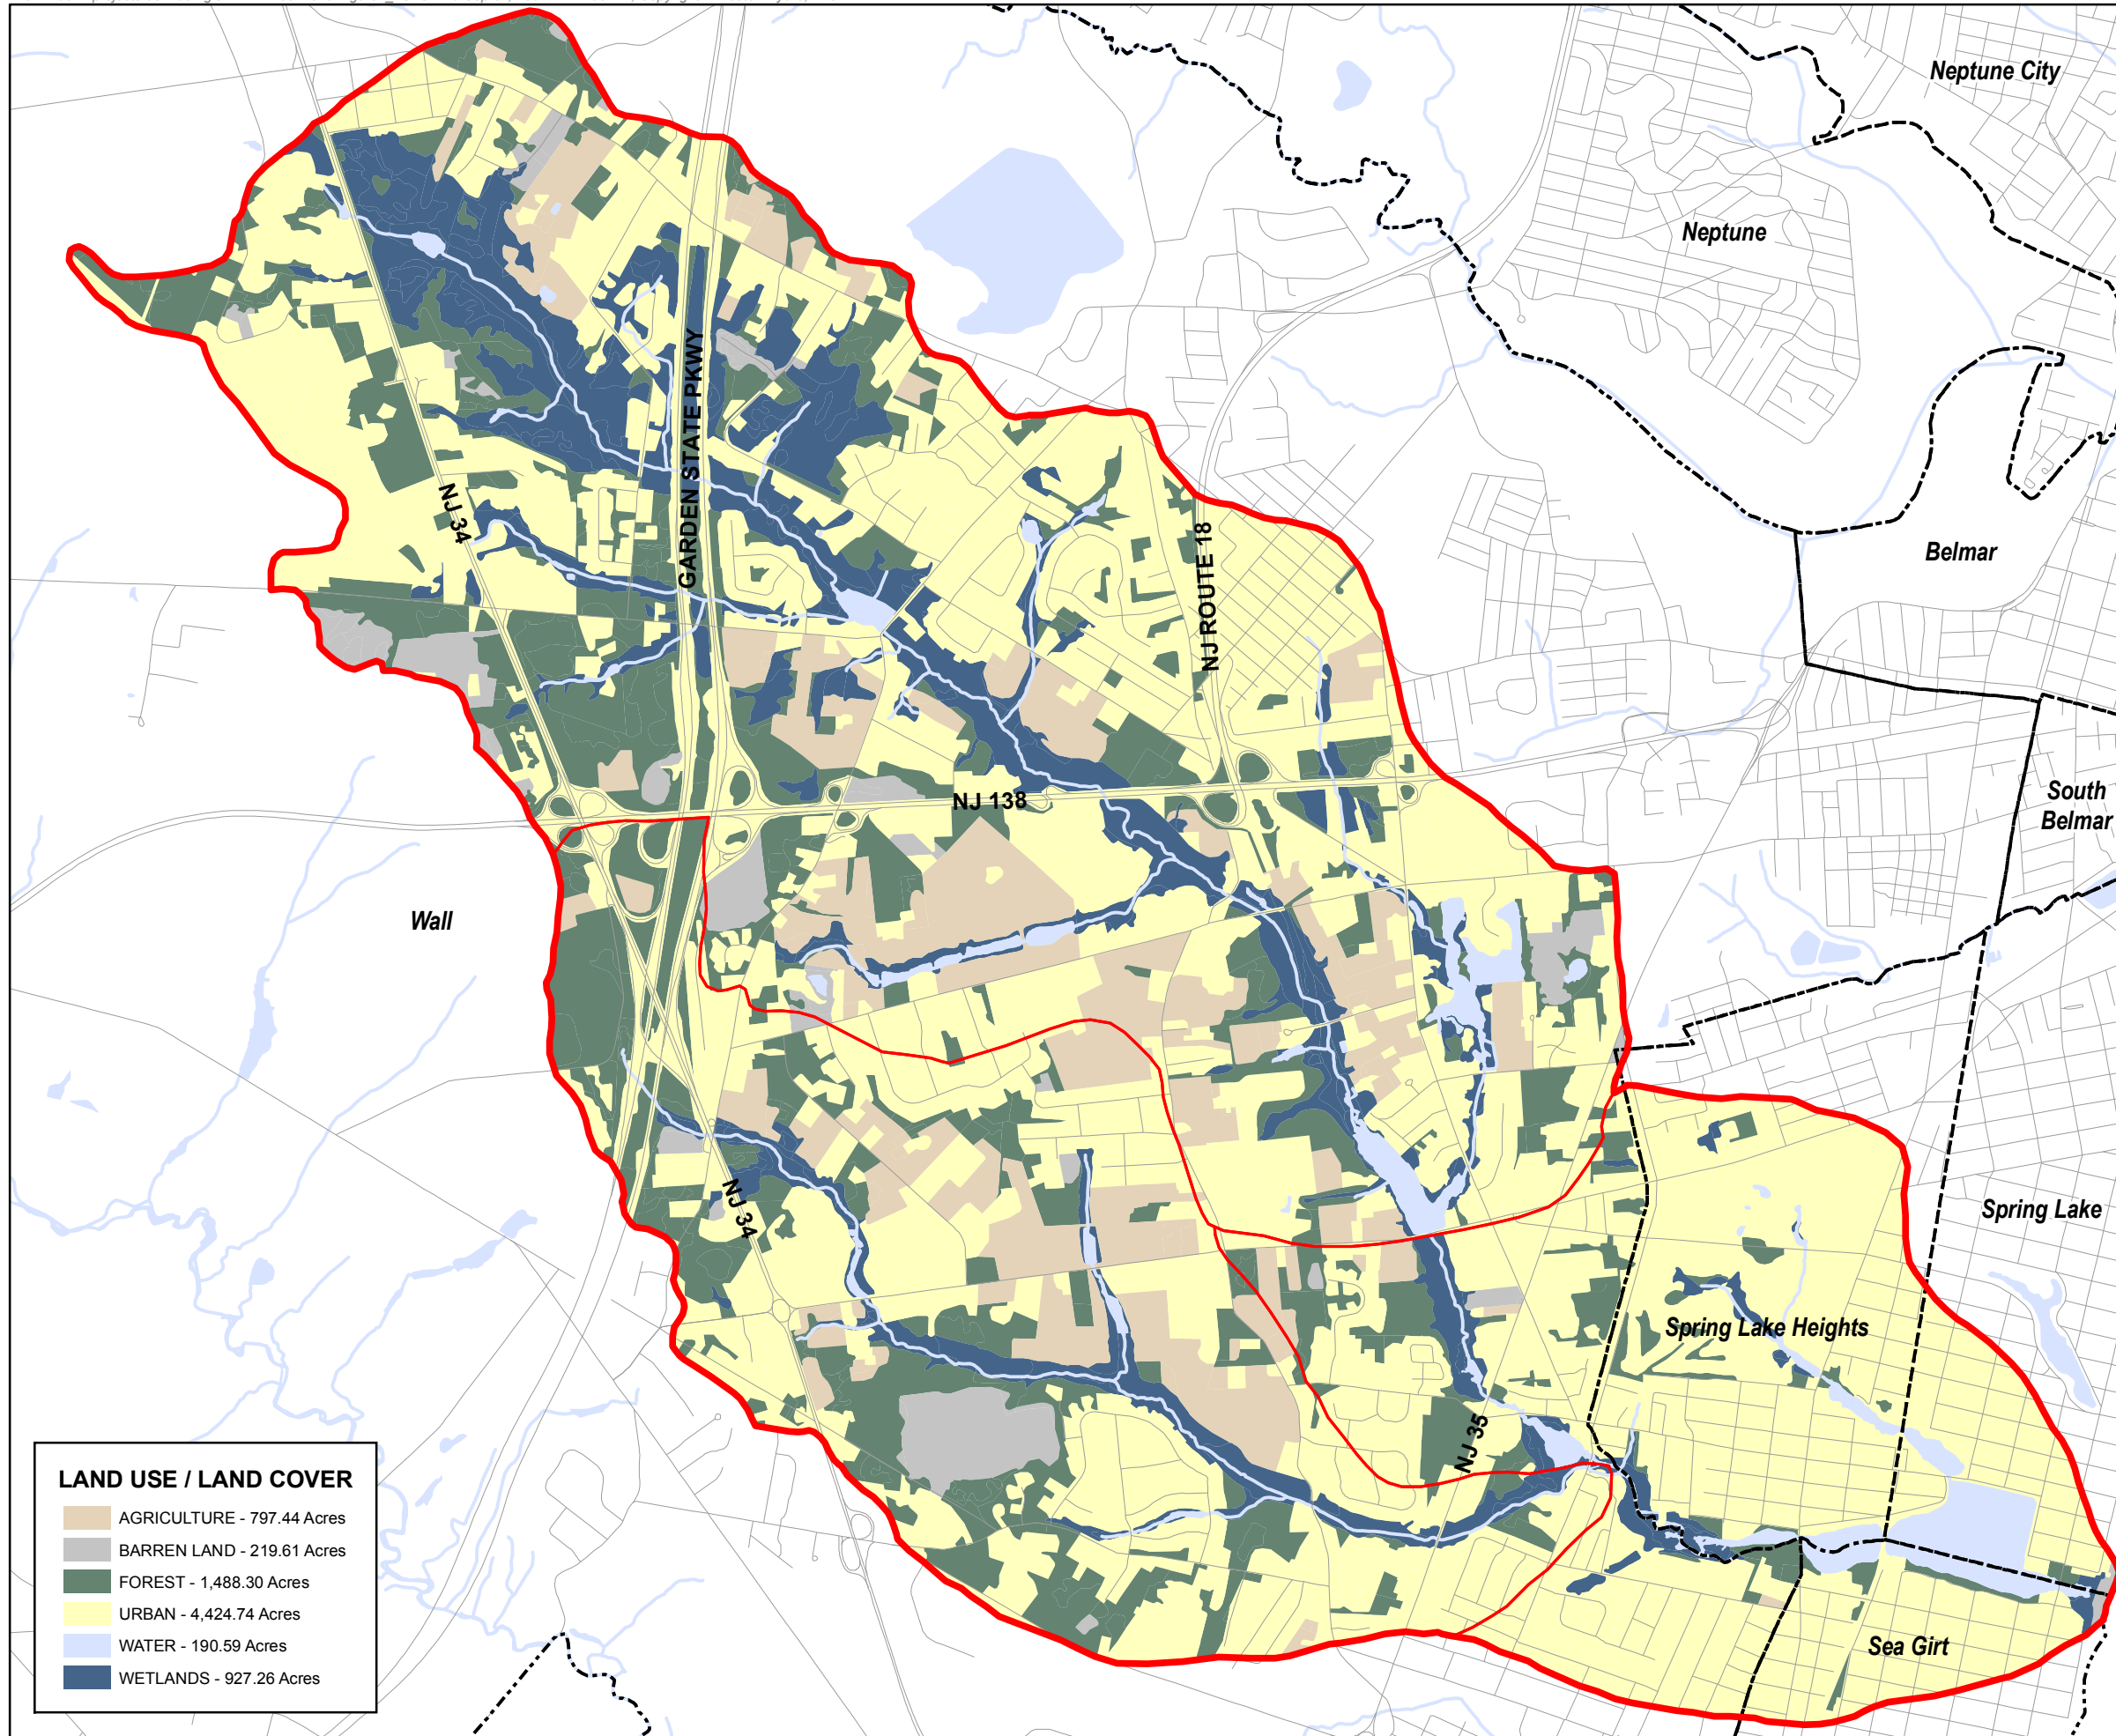 Neptune City
Neptune
Belmar
GARDEN STATE PKWY
NJ 34
NJ ROUTE 18
NJ 138
South
Belmar
Wall
NJ 34
Spring Lake
Spring Lake Heights
NJ 35
Sea Girt
LAND USE / LAND COVER
AGRICULTURE - 797.44 Acres
BARREN LAND - 219.61 Acres
FOREST - 1,488.30 Acres
URBAN - 4,424.74 Acres
WATER - 190.59 Acres
WETLANDS - 927.26 Acres